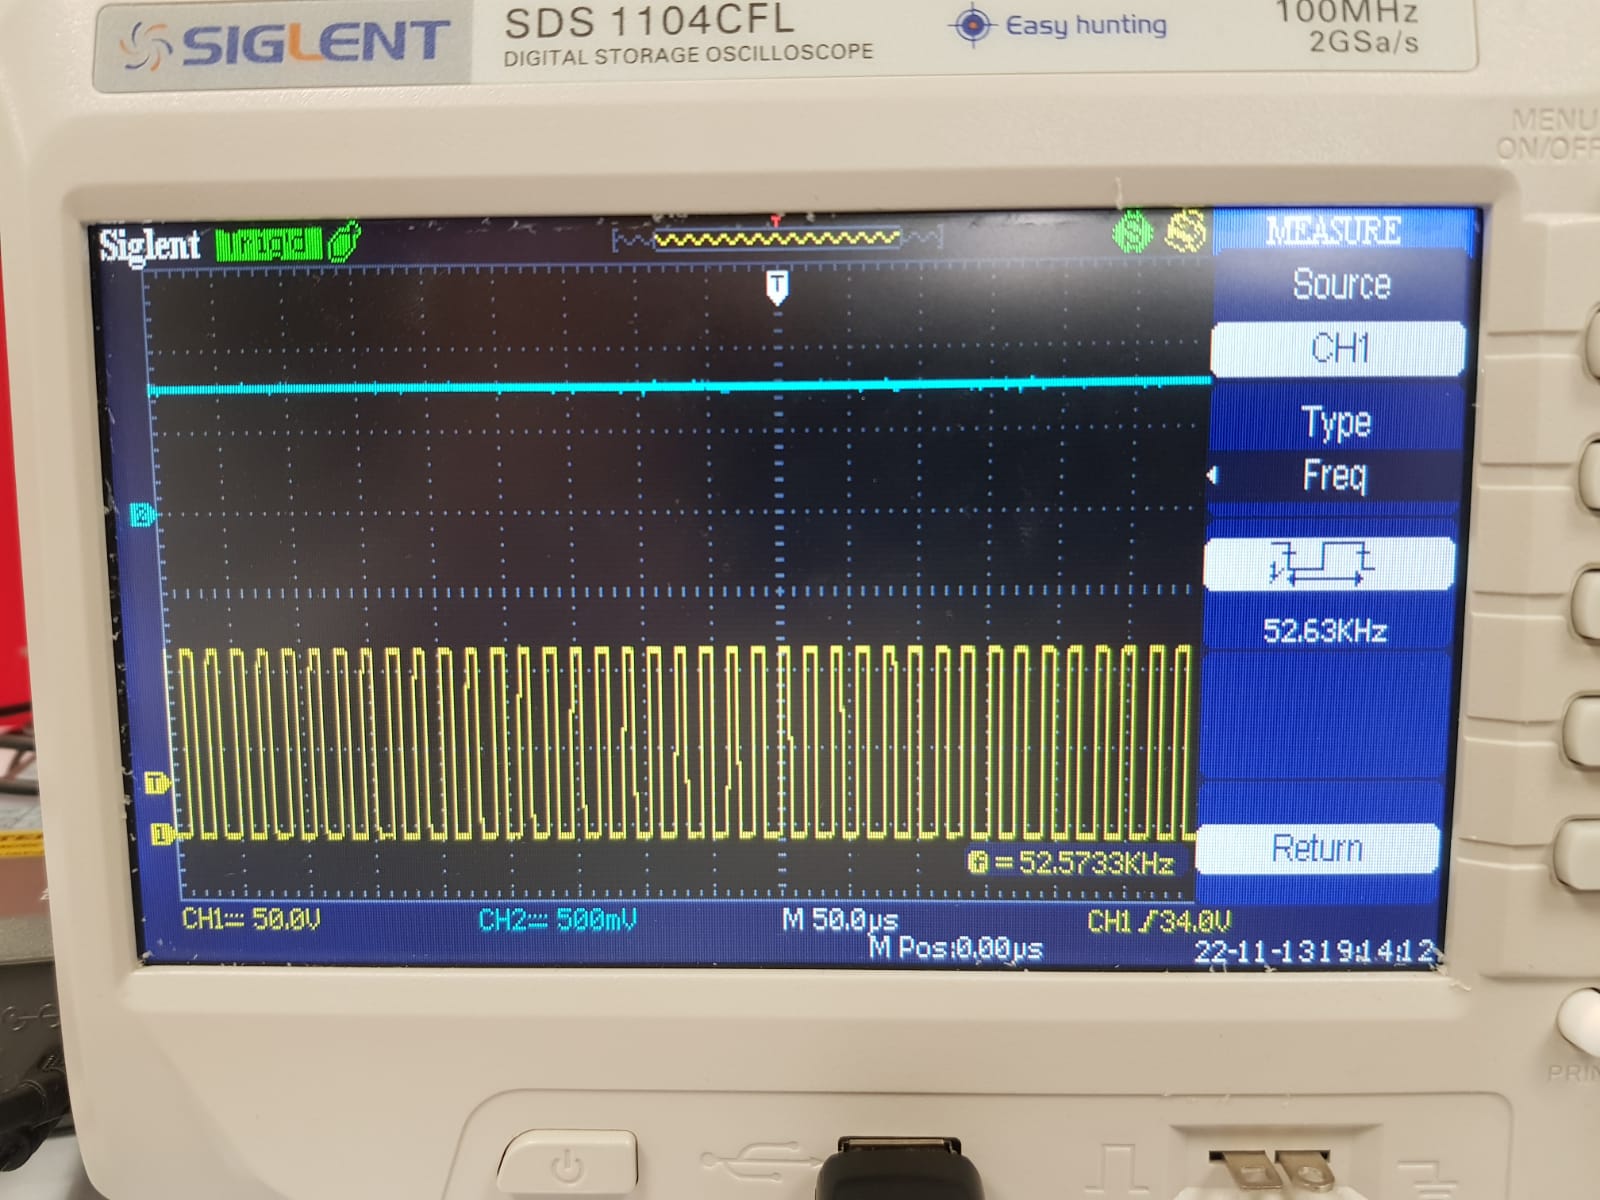 SIGLENT
SDS 1104CFL
DIGITAL STORAGE OSCILLOSCOPE
Easy hunting
100MHz
2GSa/s
MENU
ON/OFF
Siglent
T
MEASURE
Source
CH1
Type
Freq
52.63KHz
Return
2
T
1
= 52.5733KHz
CH1 50.0V
CH2 500mV
M 50.0µs
CH1 /34.0V
M Pos:0.00µs
22-11-13 19:14:12